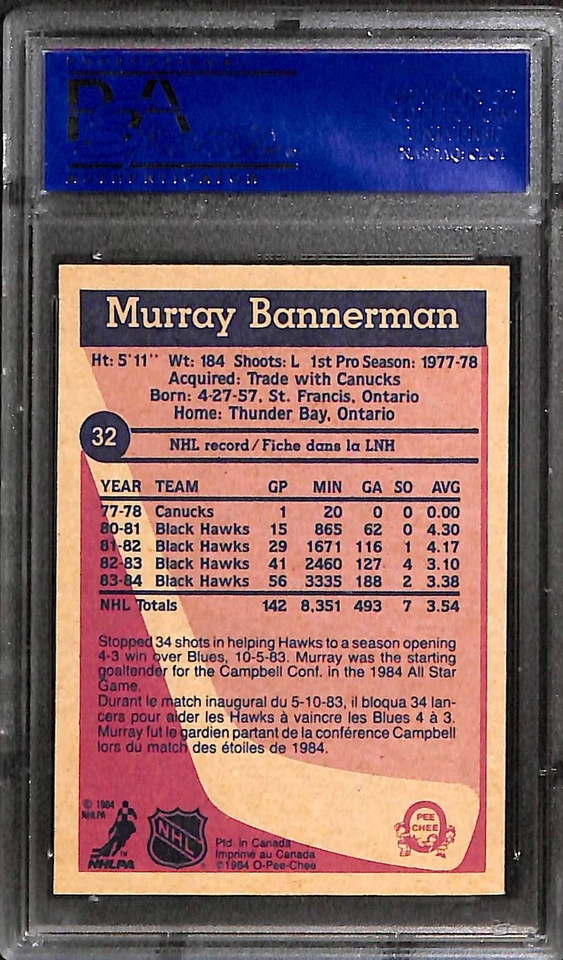 PSA
NASDAQ: CLCT
Murray Bannerman
Ht: 5'11" Wt: 184 Shoots: L 1st Pro Season: 1977-78
Acquired: Trade with Canucks
Born: 4-27-57, St. Francis, Ontario
Home: Thunder Bay, Ontario
32
NHL record/Fiche dans la LNH
YEAR TEAM GP MIN GA SO AVG
77-78 Canucks 1 20 0 0 0.00
80-81 Black Hawks 15 865 62 0 4.30
81-82 Black Hawks 29 1671 116 1 4.17
82-83 Black Hawks 41 2460 127 4 3.10
83-84 Black Hawks 56 3335 188 2 3.38
NHL Totals 142 8,351 493 7 3.54
Stopped 34 shots in helping Hawks to a season opening
4-3 win over Blues, 10-5-83. Murray was the starting
goaltender for the Campbell Conf. in the 1984 All Star
Game.
Durant le match inaugural du 5-10-83, il bloqua 34 lan-
cers pour aider les Hawks à vaincre les Blues 4 à 3.
Murray fut le gardien partant de la conférence Campbell
lors du match des étoiles de 1984.
© 1984
NHLPA
NHLPA
NHL
Ptd. in Canada
Imprimé au Canada
©1984 O-Pee-Chee
PEE
CHEE